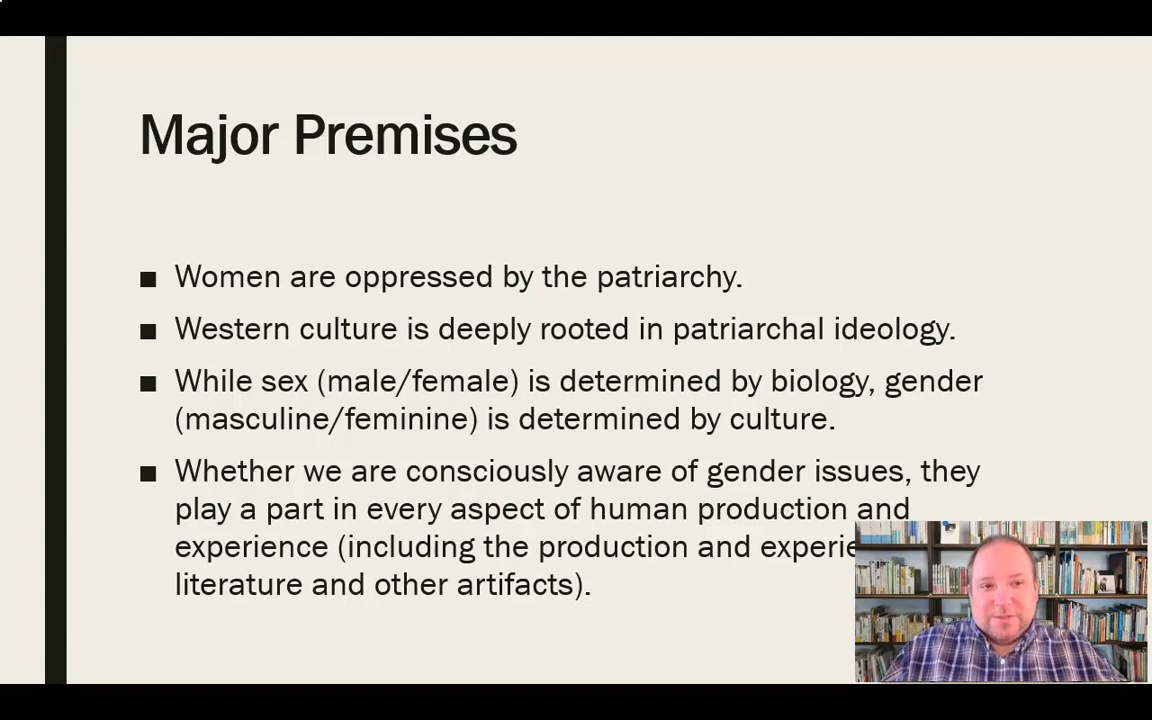 Major Premises
Women are oppressed by the patriarchy.
Western culture is deeply rooted in patriarchal ideology.
While sex (male/female) is determined by biology, gender
(masculine/feminine) is determined by culture.
Whether we are consciously aware of gender issues, they
play a part in every aspect of human production and
experience (including the production and
literature and other artifacts).